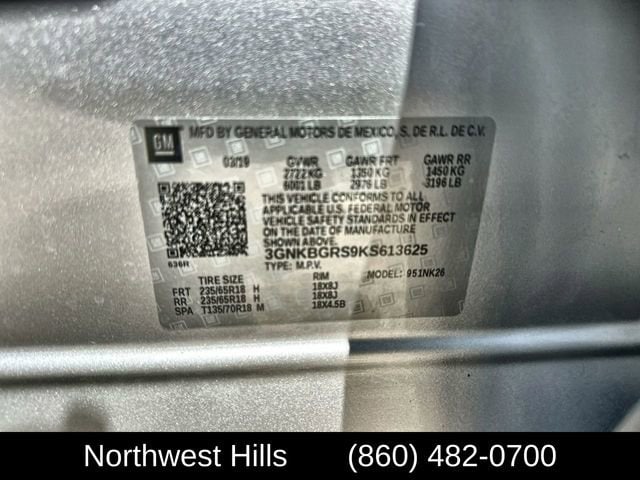 GM MFD BY GENERAL MOTORS DE MEXICO, S. DE R.L. DE C.V.
03/19 GVWR GAWR FRT GAWR RR
2722 KG 1350 KG 1450 KG
6001 LB 2976 LB 3196 LB
THIS VEHICLE CONFORMS TO ALL
APPLICABLE U.S. FEDERAL MOTOR
VEHICLE SAFETY STANDARDS IN EFFECT
ON THE DATE OF MANUFACTURE
SHOWN ABOVE.
3GNKBGRS9KS613625
636R TYPE: M.P.V. MODEL: 951NK26
TIRE SIZE RIM
FRT 235/65R18 H 18X8J
RR 235/65R18 H 18X8J
SPA T135/70R18 M 18X4.5B
Northwest Hills (860) 482-0700